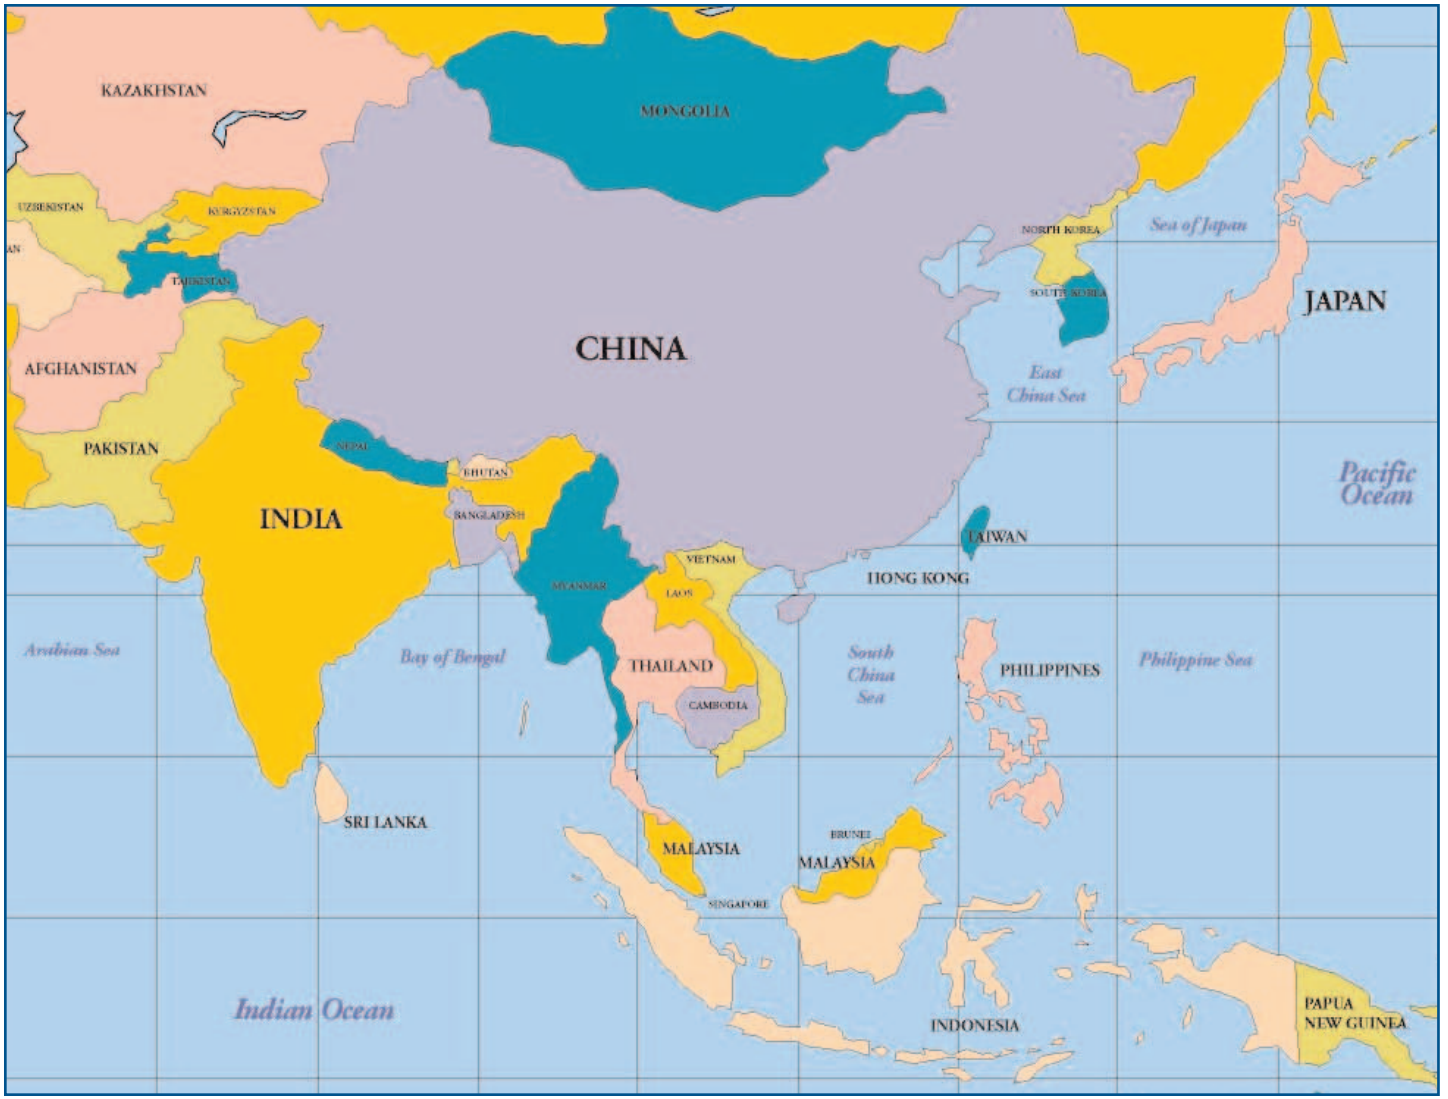 KAZAKHSTAN
MONGOLIA
UZBEKISTAN
KYRGYZSTAN
AN
TAJIKISTAN
NORTH KOREA
Sea of Japan
SOUTH KOREA
JAPAN
CHINA
AFGHANISTAN
East
China Sea
PAKISTAN
NEPAL
BHUTAN
Pacific
Ocean
INDIA
BANGLADESH
TAIWAN
VIETNAM
HONG KONG
MYANMAR
LAOS
Arabian Sea
Bay of Bengal
THAILAND
South
China
Sea
PHILIPPINES
Philippine Sea
CAMBODIA
SRI LANKA
BRUNEI
MALAYSIA
MALAYSIA
SINGAPORE
Indian Ocean
INDONESIA
PAPUA
NEW GUINEA